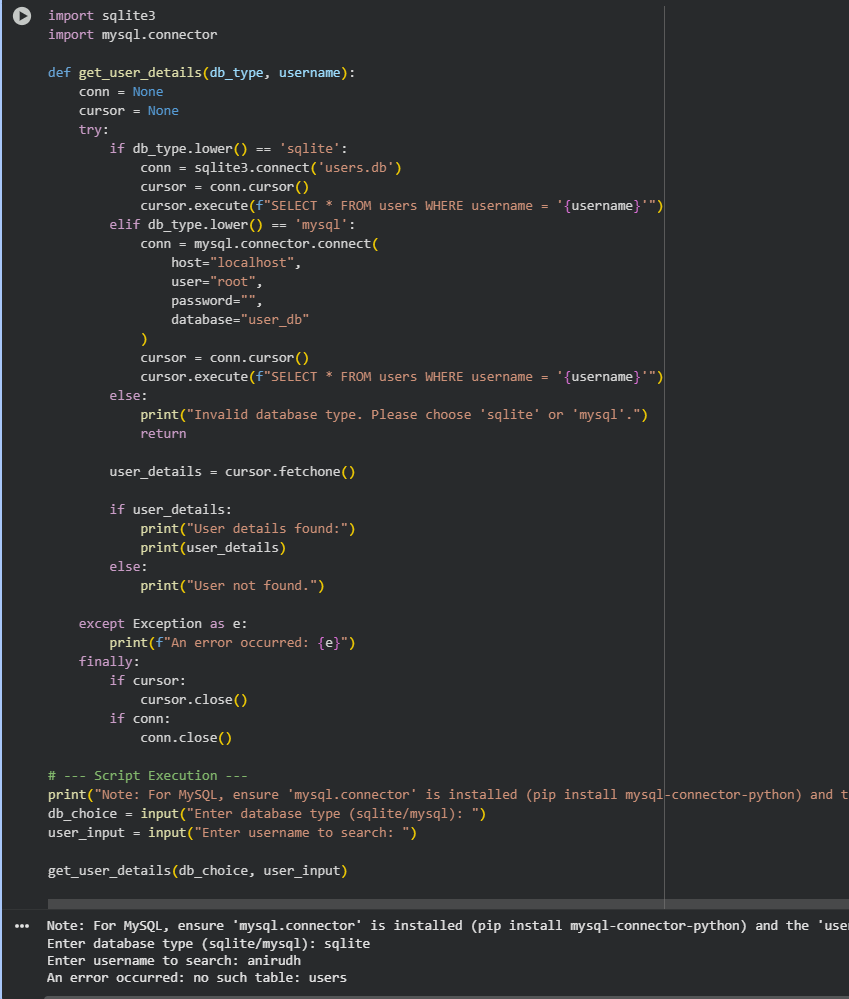 import sqlite3
import mysql.connector
def get_user_details(db_type, username):
    conn = None
    cursor = None
    try:
        if db_type.lower() == 'sqlite':
            conn = sqlite3.connect('users.db')
            cursor = conn.cursor()
            cursor.execute(f"SELECT * FROM users WHERE username = '{username}'")
        elif db_type.lower() == 'mysql':
            conn = mysql.connector.connect(
                host="localhost",
                user="root",
                password="",
                database="user_db"
            )
            cursor = conn.cursor()
            cursor.execute(f"SELECT * FROM users WHERE username = '{username}'")
        else:
            print("Invalid database type. Please choose 'sqlite' or 'mysql'.")
            return
        user_details = cursor.fetchone()
        if user_details:
            print("User details found:")
            print(user_details)
        else:
            print("User not found.")
    except Exception as e:
        print(f"An error occurred: {e}")
    finally:
        if cursor:
            cursor.close()
        if conn:
            conn.close()
# --- Script Execution ---
print("Note: For MySQL, ensure 'mysql.connector' is installed (pip install mysql-connector-python) and
db_choice = input("Enter database type (sqlite/mysql): ")
user_input = input("Enter username to search: ")
get_user_details(db_choice, user_input)
Note: For MySQL, ensure 'mysql.connector' is installed (pip install mysql-connector-python) and the
Enter database type (sqlite/mysql): sqlite
Enter username to search: anirudh
An error occurred: no such table: users